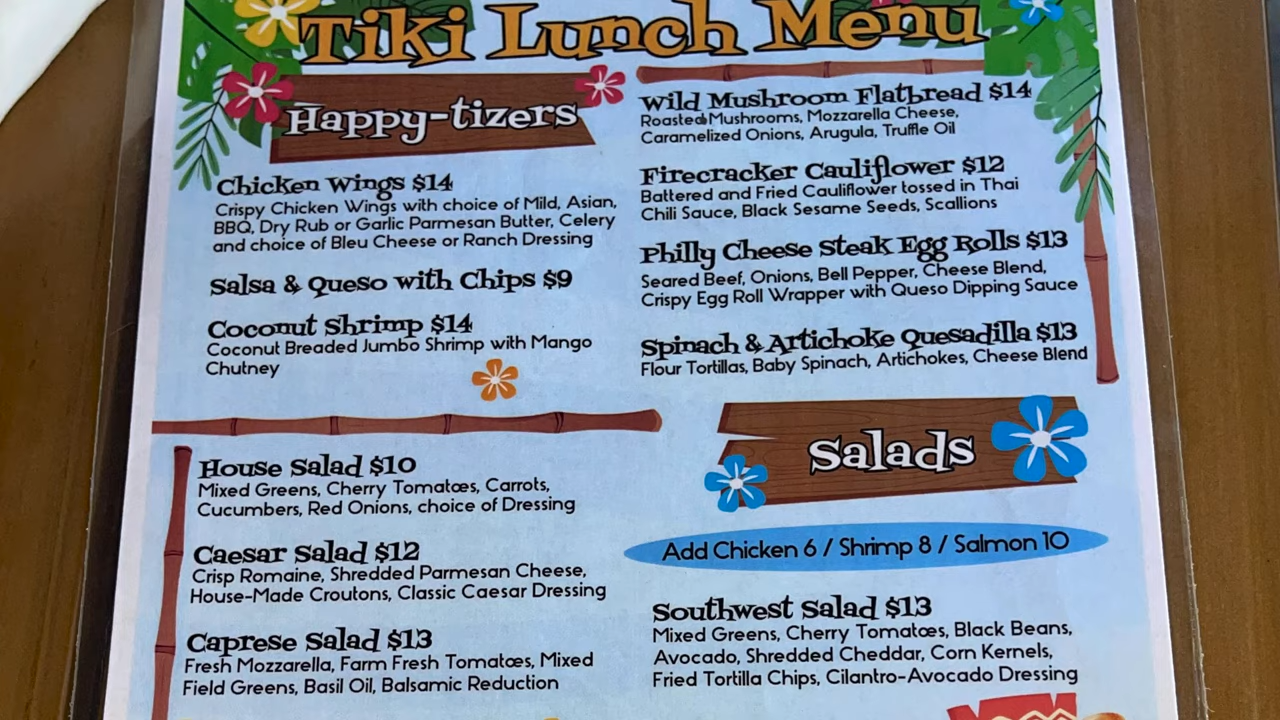 Tiki Lunch Menu
Happy-tizers
Chicken Wings $14
Crispy Chicken Wings with choice of Mild, Asian,
BBQ, Dry Rub or Garlic Parmesan Butter, Celery
and choice of Bleu Cheese or Ranch Dressing
Salsa & Queso with Chips $9
Coconut Shrimp $14
Coconut Breaded Jumbo Shrimp with Mango
Chutney
Wild Mushroom Flatbread $14
Roasted Mushrooms, Mozzarella Cheese,
Caramelized Onions, Arugula, Truffle Oil
Firecracker Cauliflower $12
Battered and Fried Cauliflower tossed in Thai
Chili Sauce, Black Sesame Seeds, Scallions
Philly Cheese Steak Egg Rolls $13
Seared Beef, Onions, Bell Pepper, Cheese Blend,
Crispy Egg Roll Wrapper with Queso Dipping Sauce
Spinach & Artichoke Quesadilla $13
Flour Tortillas, Baby Spinach, Artichokes, Cheese Blend
House Salad $10
Mixed Greens, Cherry Tomatoes, Carrots,
Cucumbers, Red Onions, choice of Dressing
Caesar Salad $12
Crisp Romaine, Shredded Parmesan Cheese,
House-Made Croutons, Classic Caesar Dressing
Caprese Salad $13
Fresh Mozzarella, Farm Fresh Tomatoes, Mixed
Field Greens, Basil Oil, Balsamic Reduction
Salads
Add Chicken 6 / Shrimp 8 / Salmon 10
Southwest Salad $13
Mixed Greens, Cherry Tomatoes, Black Beans,
Avocado, Shredded Cheddar, Corn Kernels,
Fried Tortilla Chips, Cilantro-Avocado Dressing